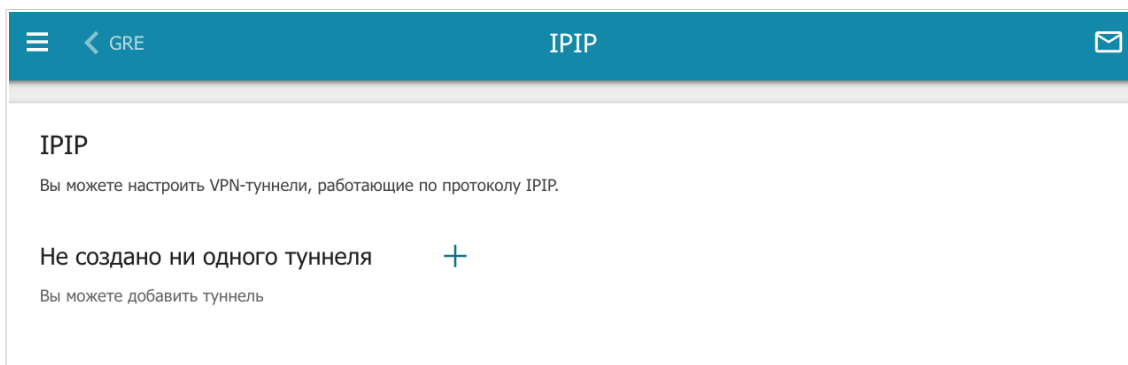 GRE
IPIP
IPIP
Вы можете настроить VPN-туннели, работающие по протоколу IPIP.
Не создано ни одного туннеля
Вы можете добавить туннель